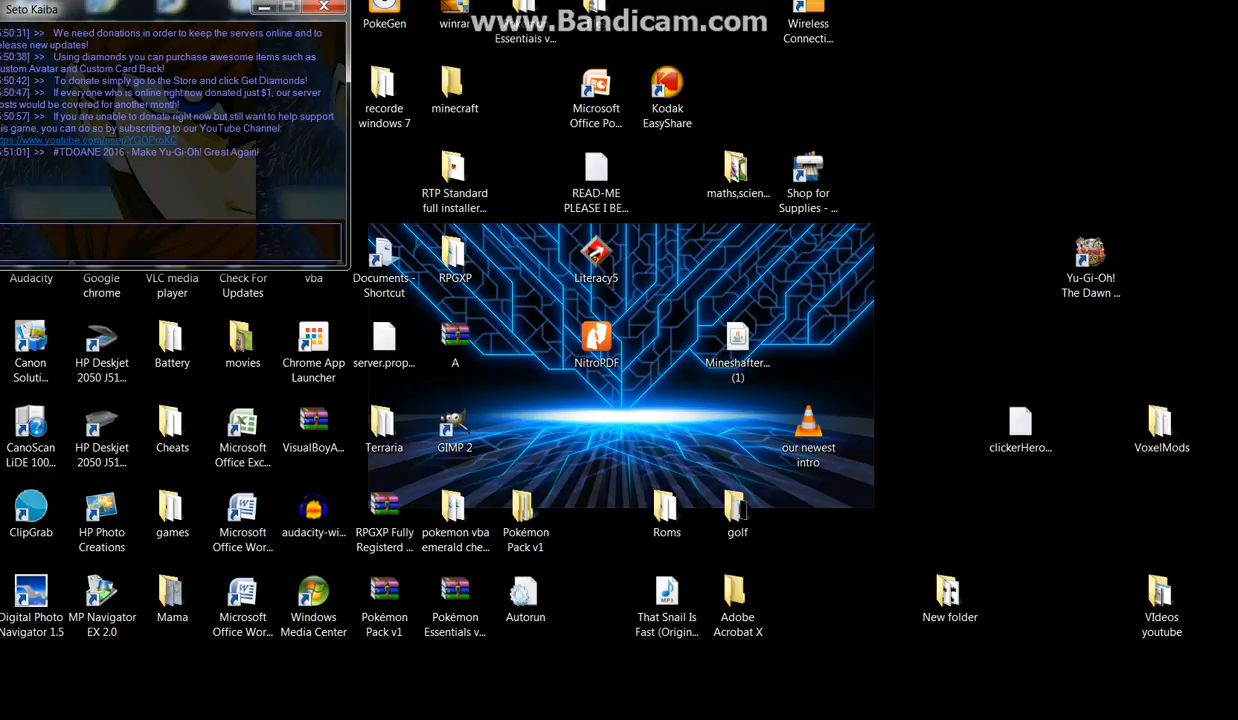 Seto Kaiba
www.Bandicam.com
:50:31] >> We need donations in order to keep the servers online and to
elease new updates!
:50:38] >> Using diamonds you can purchase awesome items such as
ustom Avatar and Custom Card Back!
:50:42] >> To donate simply go to the Store and click Get Diamonds!
:50:47] >> If everyone who is online right now donated just $1, our server
osts would be covered for another month!
:50:57] >> If you are unable to donate right now but still want to help support
is game, you can do so by subscribing to our YouTube Channel:
ttps://www.youtube.com/user/YGOProKC
:51:01] >> #TDOANE 2016 - Make Yu-Gi-Oh! Great Again!
PokeGen
winrar
Essentials v...
Wireless
Connecti...
recorde
windows 7
minecraft
Microsoft
Office Po...
Kodak
EasyShare
RTP Standard
full installer...
READ-ME
PLEASE I BE...
maths,scien...
Shop for
Supplies - ...
Audacity
Google
chrome
VLC media
player
Check For
Updates
vba
Documents -
Shortcut
RPGXP
Literacy5
Yu-Gi-Oh!
The Dawn ...
Canon
Soluti...
HP Deskjet
2050 J51...
Battery
movies
Chrome App
Launcher
server.prop...
A
NitroPDF
Mineshafter...
(1)
CanoScan
LiDE 100...
HP Deskjet
2050 J51...
Cheats
Microsoft
Office Exc...
VisualBoyA...
Terraria
GIMP 2
our newest
intro
clickerHero...
VoxelMods
ClipGrab
HP Photo
Creations
games
Microsoft
Office Wor...
audacity-wi...
RPGXP Fully
Registerd ...
pokemon vba
emerald che...
Pokémon
Pack v1
Roms
golf
Digital Photo
Navigator 1.5
MP Navigator
EX 2.0
Mama
Microsoft
Office Wor...
Windows
Media Center
Pokémon
Pack v1
Pokémon
Essentials v...
Autorun
MP3
That Snail Is
Fast (Origin...
Adobe
Acrobat X
New folder
VIdeos
youtube